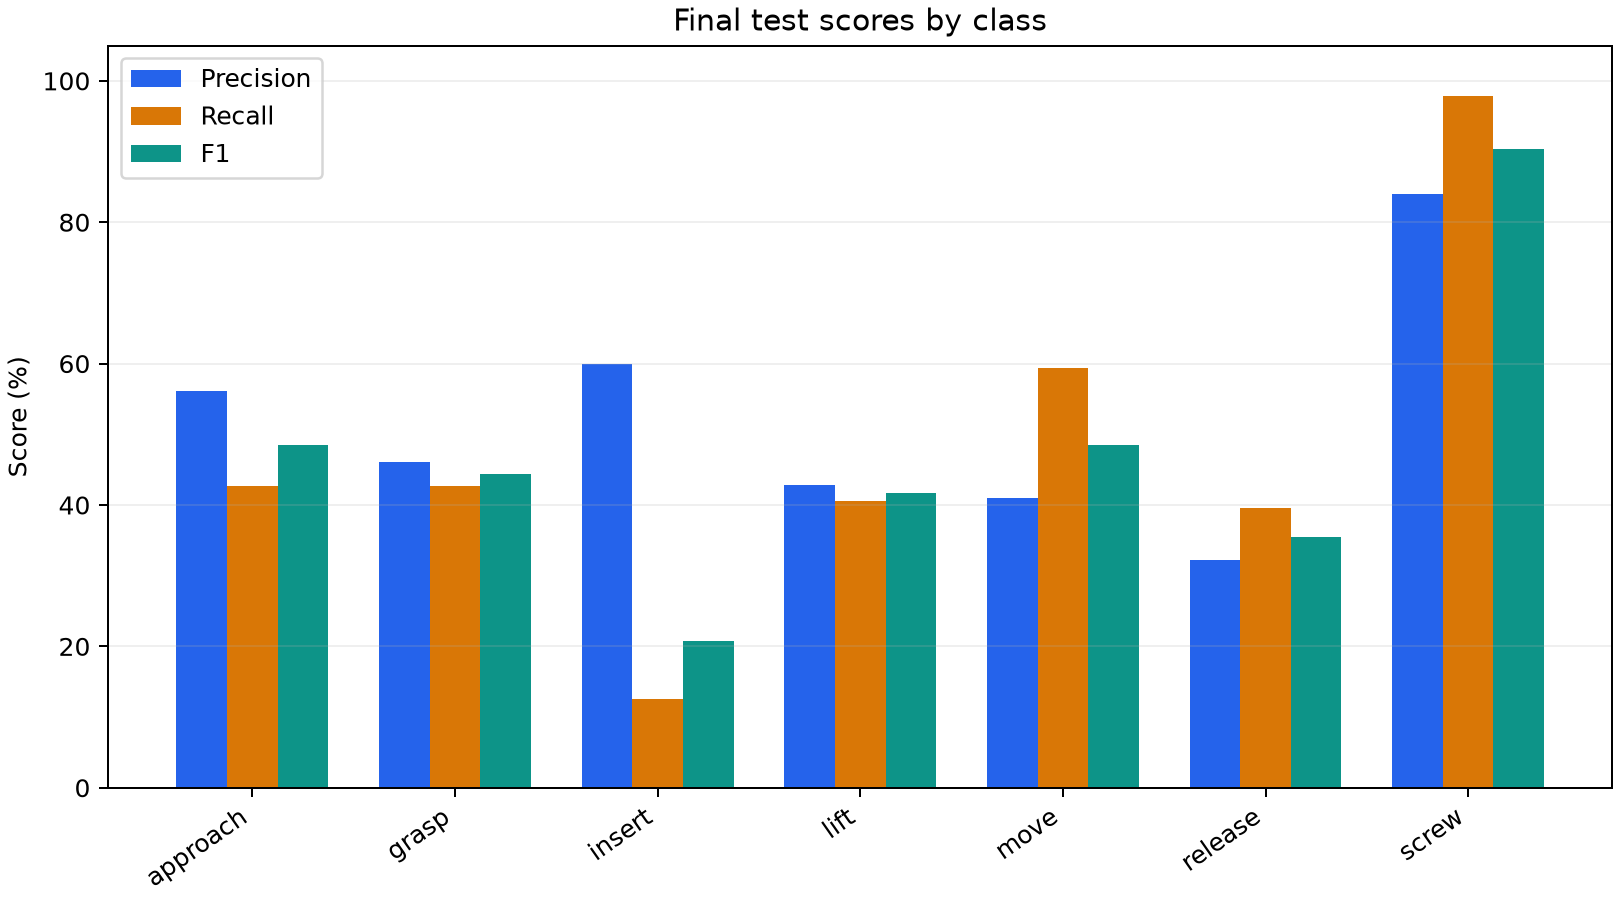 Final test scores by class
Precision
Recall
F1
Score (%)
100
80
60
40
20
0
approach
grasp
insert
lift
move
release
screw